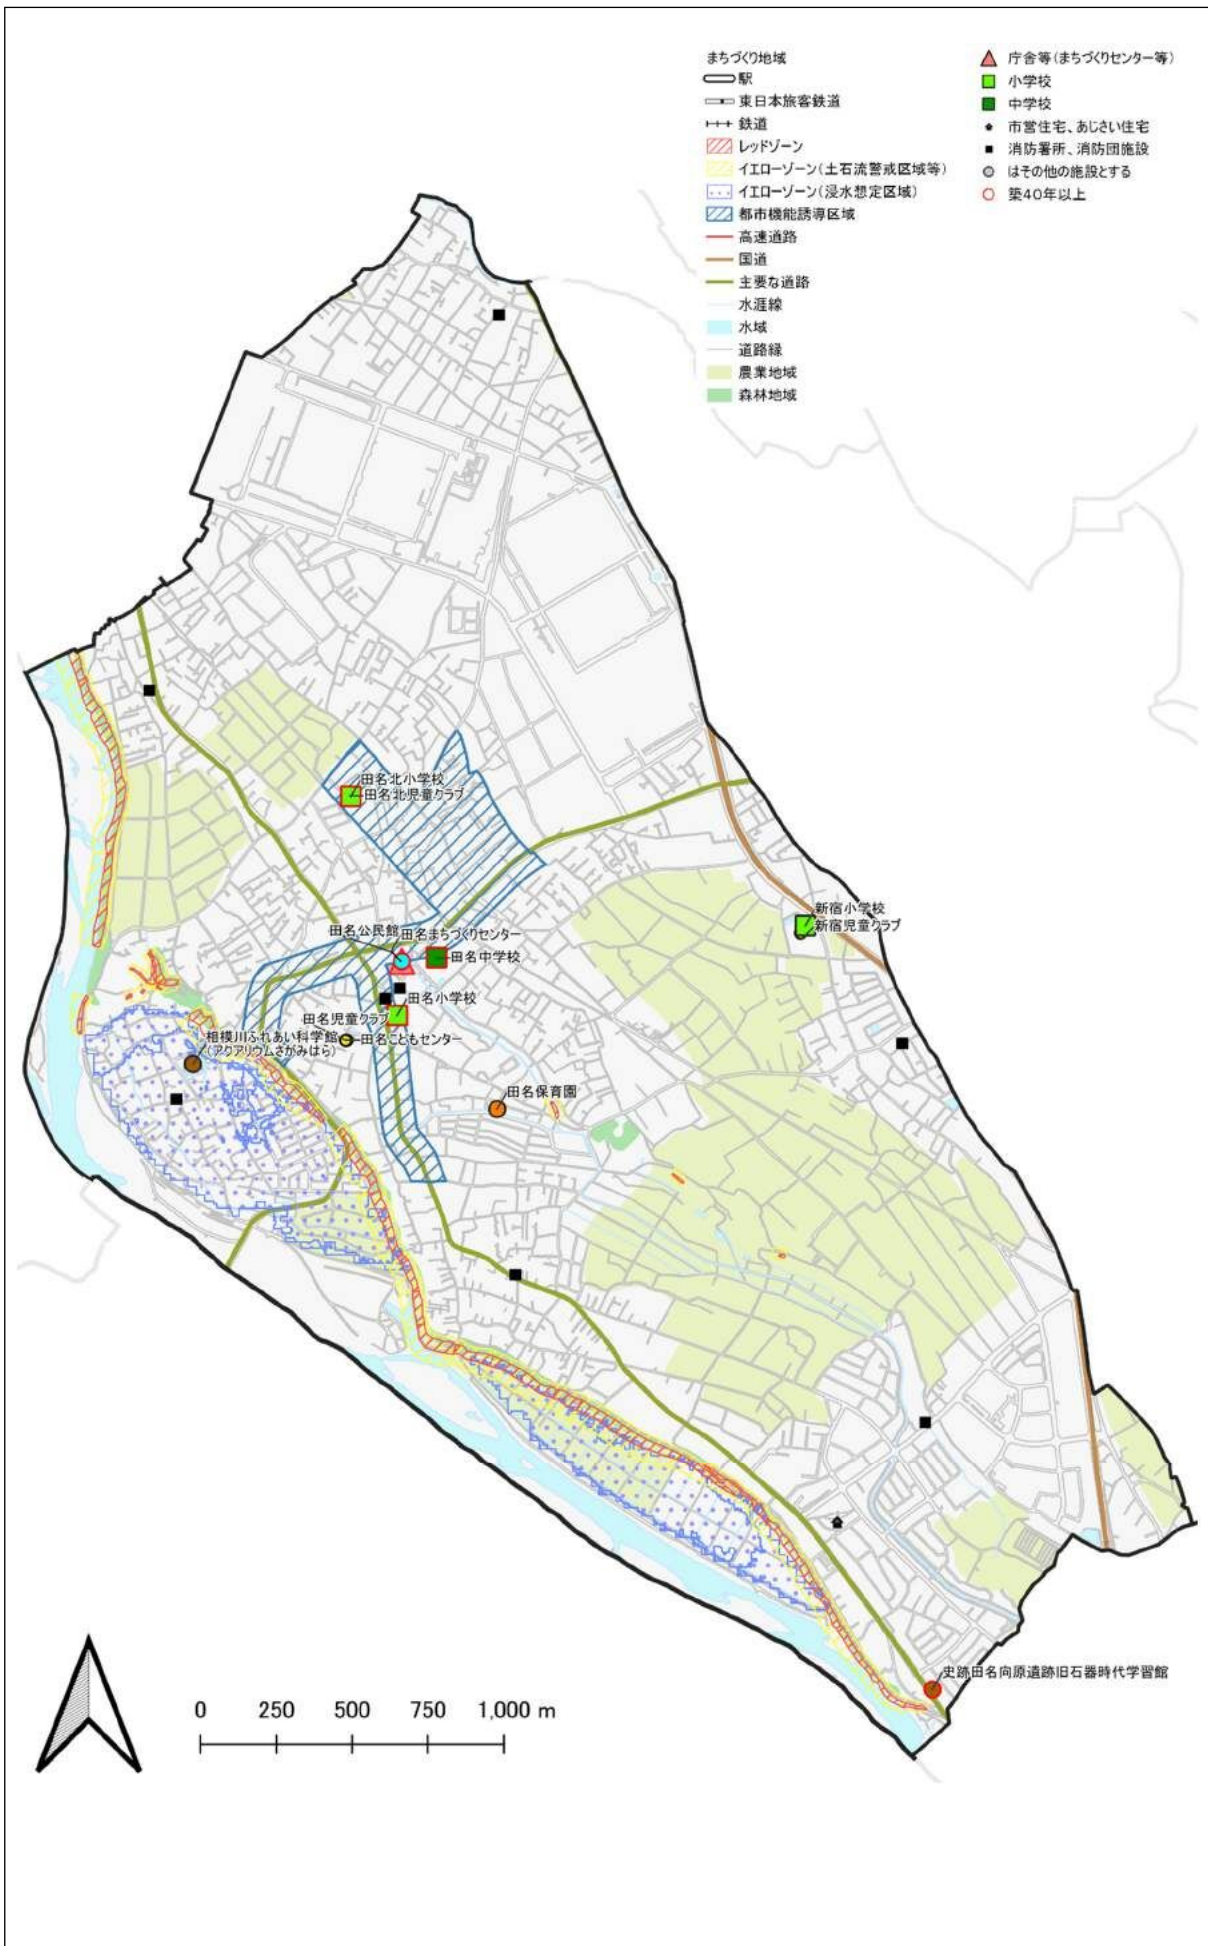 まちづくり地域
駅
東日本旅客鉄道
鉄道
レッドゾーン
イエローゾーン(土石流警戒区域等)
イエローゾーン(浸水想定区域)
都市機能誘導区域
高速道路
国道
主要な道路
水涯線
水域
道路縁
農業地域
森林地域
庁舎等(まちづくりセンター等)
小学校
中学校
市営住宅、あじさい住宅
消防署所、消防団施設
はその他の施設とする
築40年以上
田名北小学校
田名北児童クラブ
新宿小学校
新宿児童クラブ
田名公民館
田名まちづくりセンター
田名中学校
田名小学校
田名児童クラブ
田名こどもセンター
相模川ふれあい科学館
(アクアリウムさがみはら)
田名保育園
史跡田名向原遺跡旧石器時代学習館
0 250 500 750 1,000 m